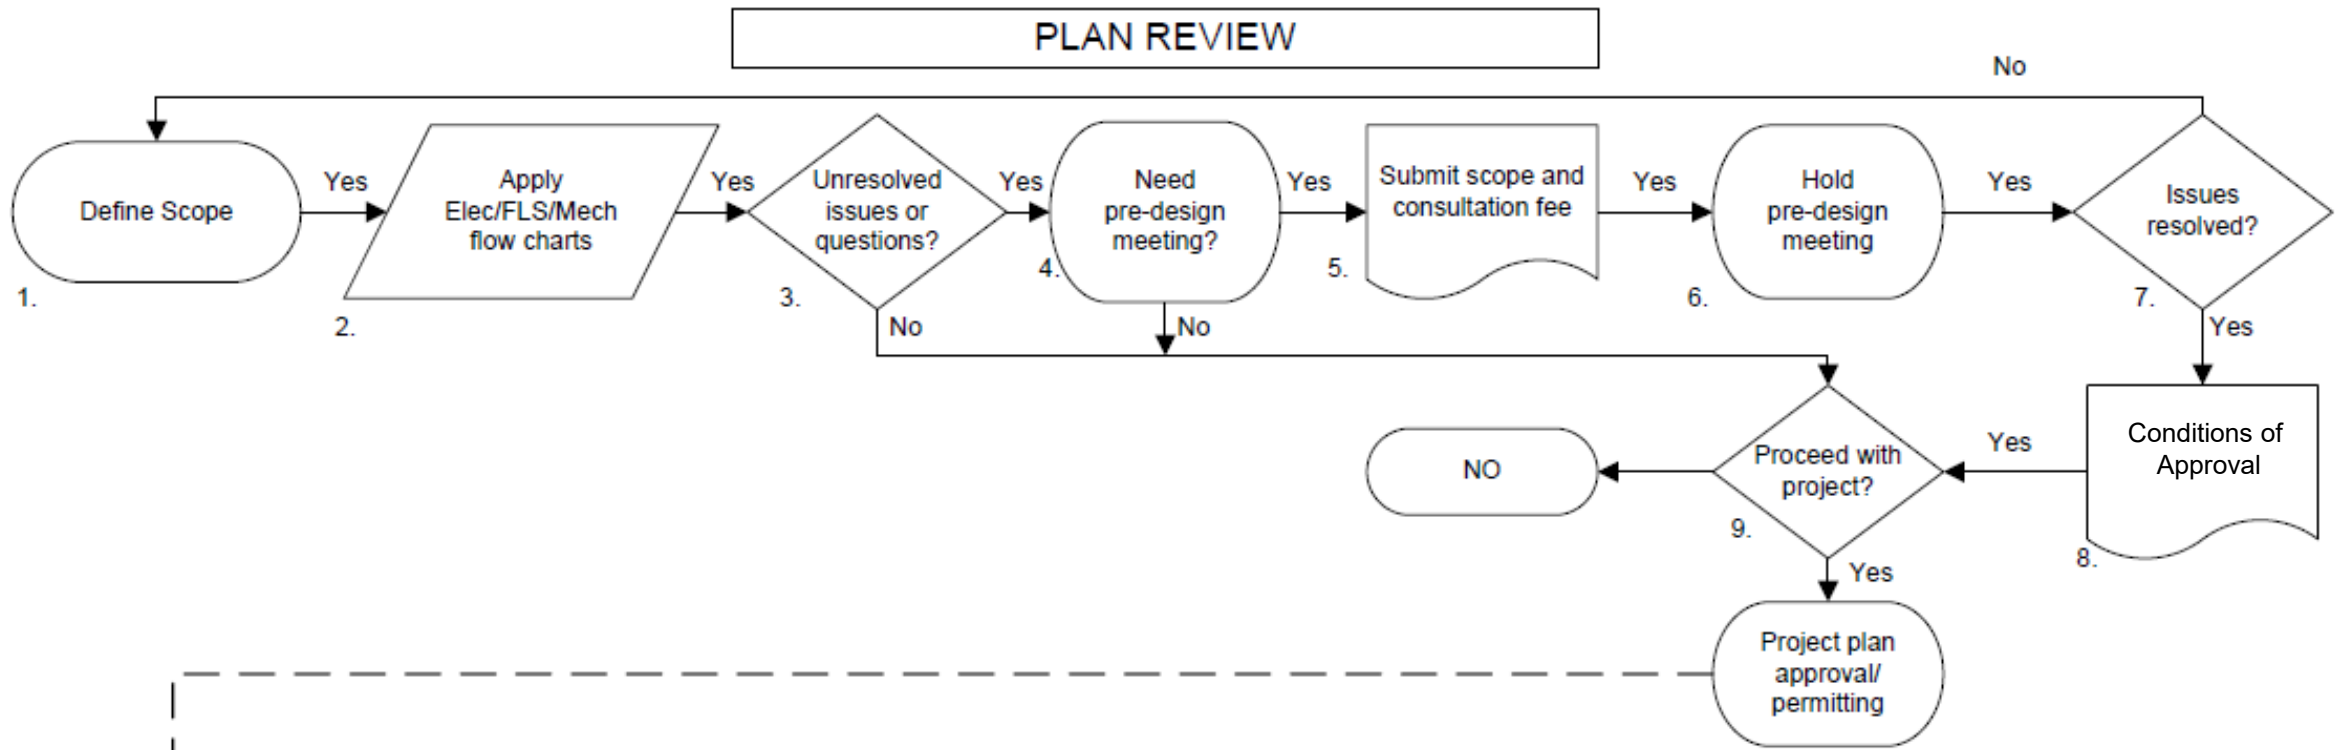 PLAN REVIEW
No
Define Scope
1.
Yes
Apply
Elec/FLS/Mech
flow charts
2.
Yes
Unresolved
issues or
questions?
3.
No
Yes
Need
pre-design
meeting?
4.
No
Yes
Submit scope and
consultation fee
5.
Yes
Hold
pre-design
meeting
6.
Yes
Issues
resolved?
7.
Yes
Conditions of
Approval
8.
Yes
Proceed with
project?
9.
NO
Yes
Project plan
approval/
permitting